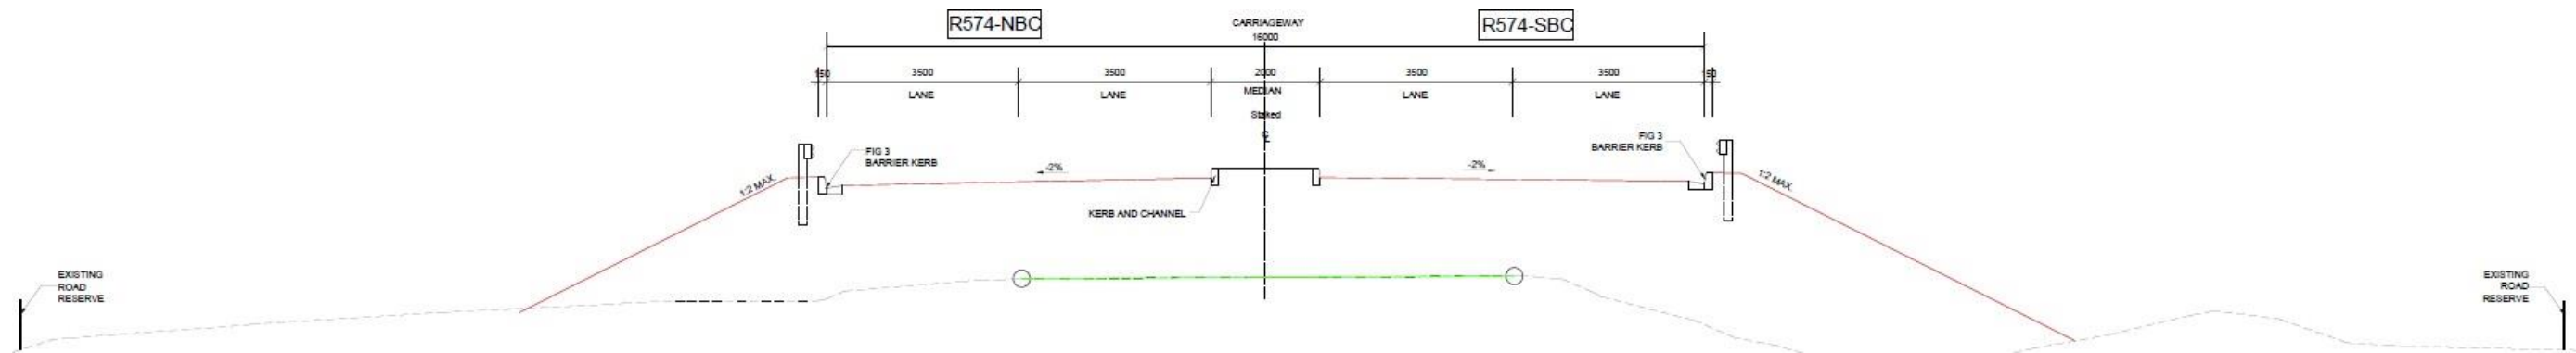 R574-NBC
CARRIAGEWAY
R574-SBC
16000
150
3500
3500
2000
3500
3500
150
LANE
LANE
MEDIAN
LANE
LANE
Staked
℄
FIG 3
BARRIER KERB
FIG 3
BARRIER KERB
-2%
-2%
1:2 MAX.
1:2 MAX.
KERB AND CHANNEL
EXISTING
ROAD
RESERVE
EXISTING
ROAD
RESERVE